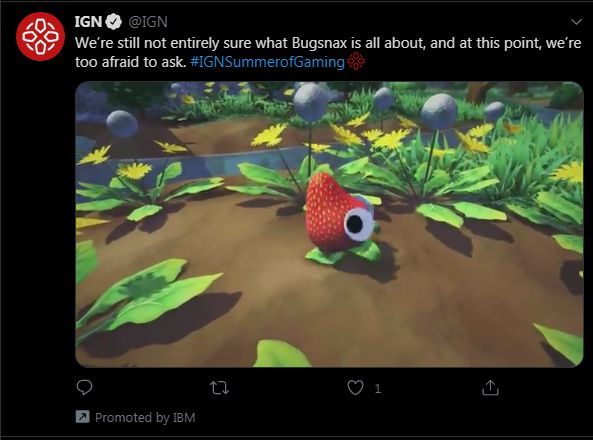 IGN @IGN
We're still not entirely sure what Bugsnax is all about, and at this point, we're
too afraid to ask. #IGNSummerofGaming
1
Promoted by IBM